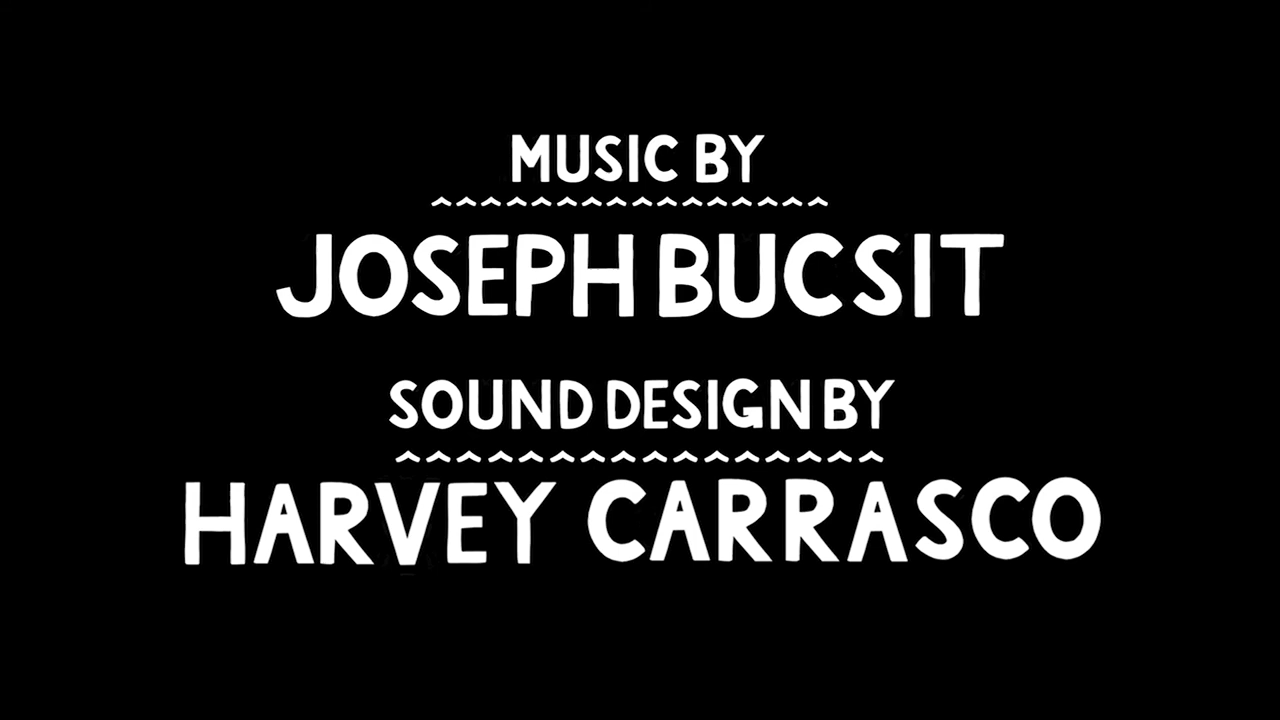 MUSIC BY
JOSEPH BUCSIT
SOUND DESIGN BY
HARVEY CARRASCO